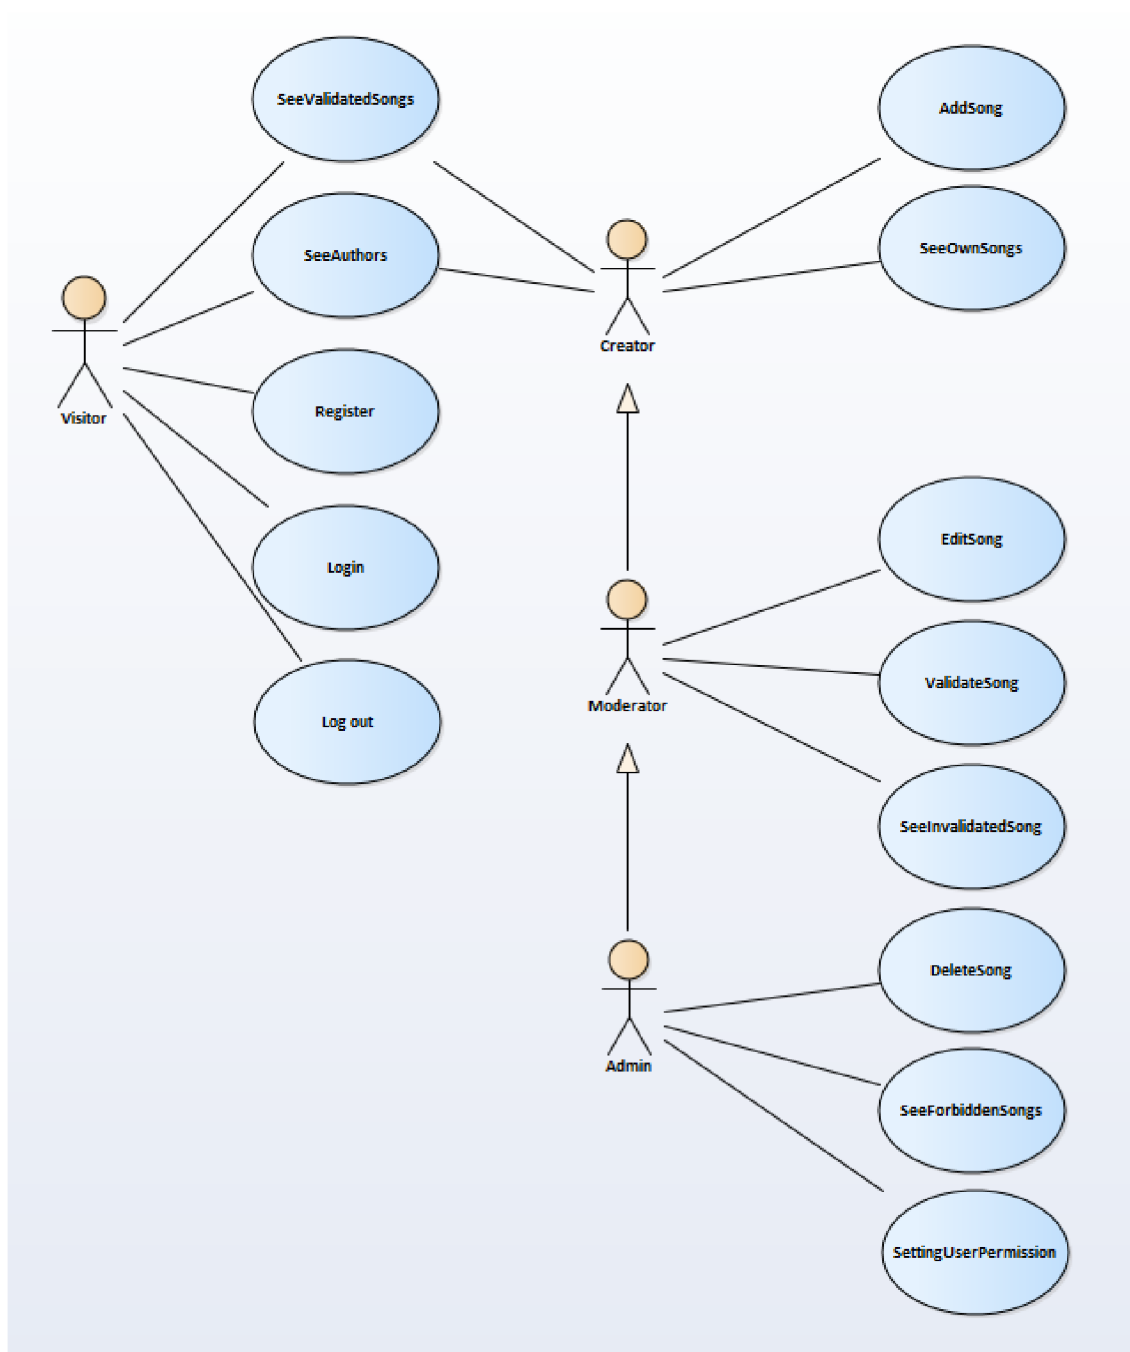 SeeValidatedSongs
AddSong
SeeAuthors
SeeOwnSongs
Creator
Visitor
Register
EditSong
Login
ValidateSong
Moderator
Log out
SeeInvalidatedSong
DeleteSong
Admin
SeeForbiddenSongs
SettingUserPermission